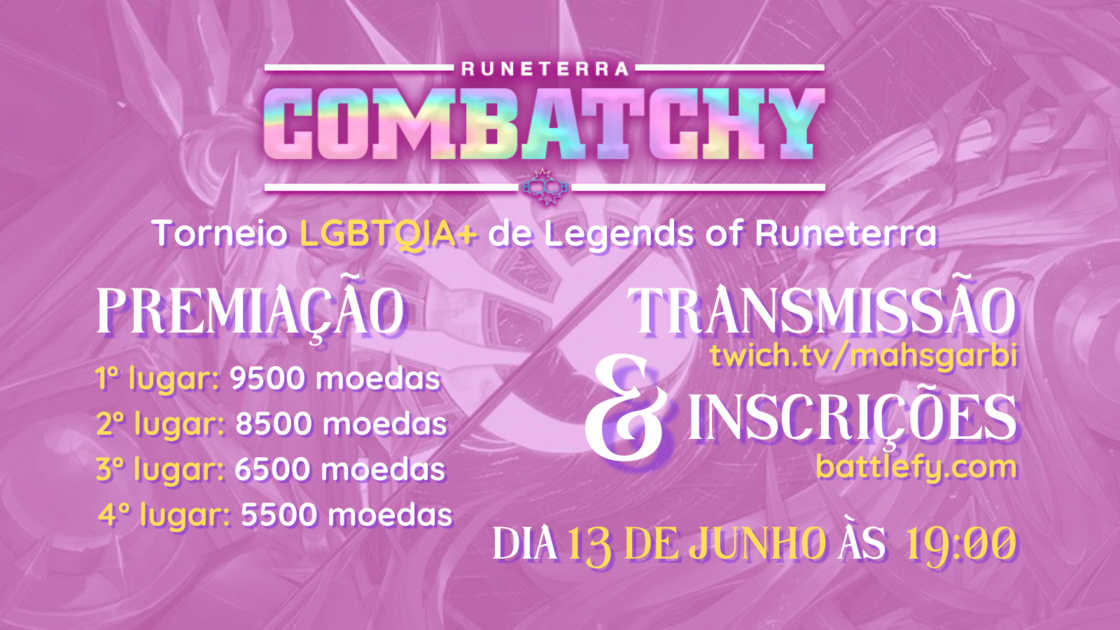 RUNETERRA
COMBATCHY
Torneio LGBTQIA+ de Legends of Runeterra
PREMIAÇÃO
1º lugar: 9500 moedas
2º lugar: 8500 moedas
3º lugar: 6500 moedas
4º lugar: 5500 moedas
TRANSMISSÃO
twich.tv/mahsgarbi
& INSCRIÇÕES
battlefy.com
DIA 13 DE JUNHO ÀS 19:00